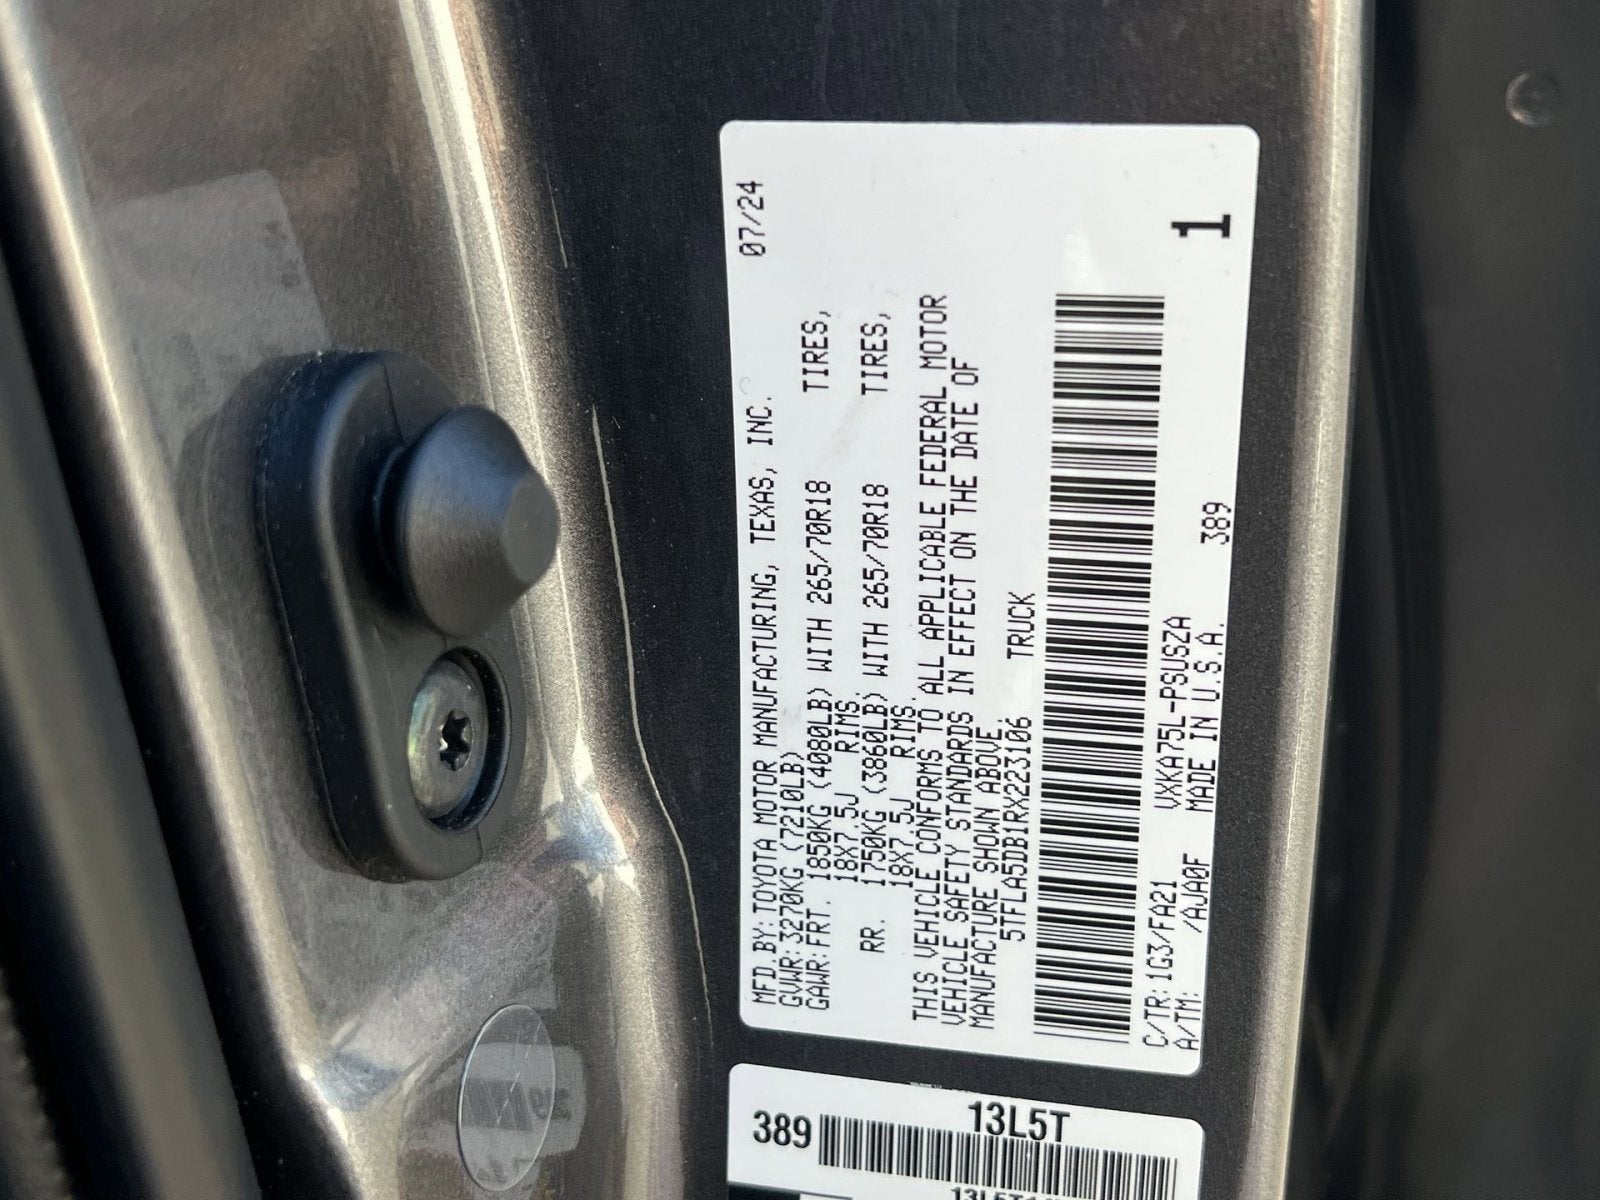 07/24
MFD.BY:TOYOTA MOTOR MANUFACTURING, TEXAS, INC.
GVWR:3270KG (7210LB)
GAWR:FRT. 1850KG (4080LB) WITH 265/70R18 TIRES,
18X7.5J RIMS.
RR. 1750KG (3860LB) WITH 265/70R18 TIRES,
18X7.5J RIMS.
THIS VEHICLE CONFORMS TO ALL APPLICABLE FEDERAL MOTOR
VEHICLE SAFETY STANDARDS IN EFFECT ON THE DATE OF
MANUFACTURE SHOWN ABOVE.
5TFLA5DB1RX223106 TRUCK
C/TR:1G3/FA21 VXKA75L-PSUSZA
A/TM: /AJA0F MADE IN U.S.A. 389
1
389 13L5T